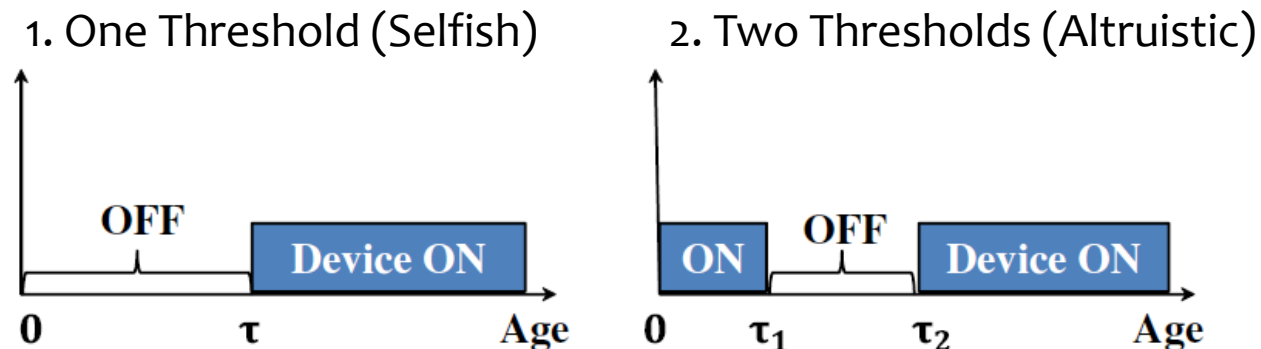 1. One Threshold (Selfish)
OFF
Device ON
0 τ Age
2. Two Thresholds (Altruistic)
ON OFF Device ON
0 τ₁ τ₂ Age